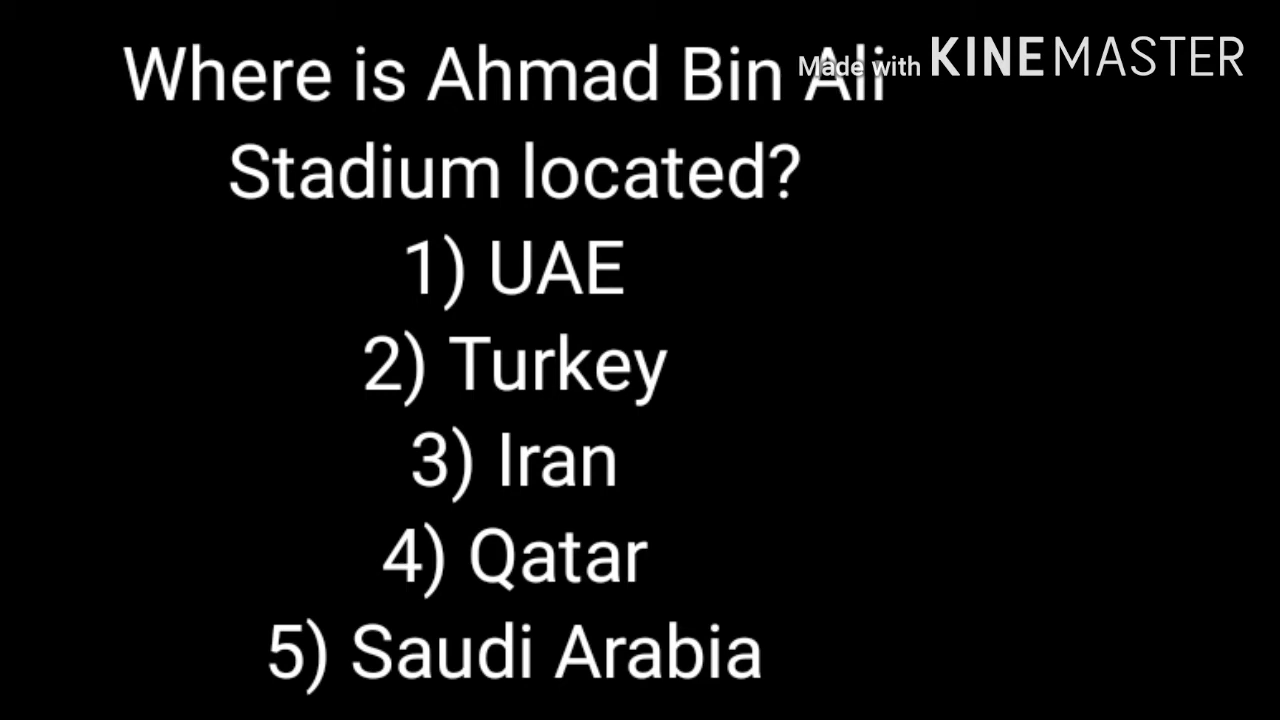 Where is Ahmad Bin Ali
Made with KINEMASTER
Stadium located?
1) UAE
2) Turkey
3) Iran
4) Qatar
5) Saudi Arabia